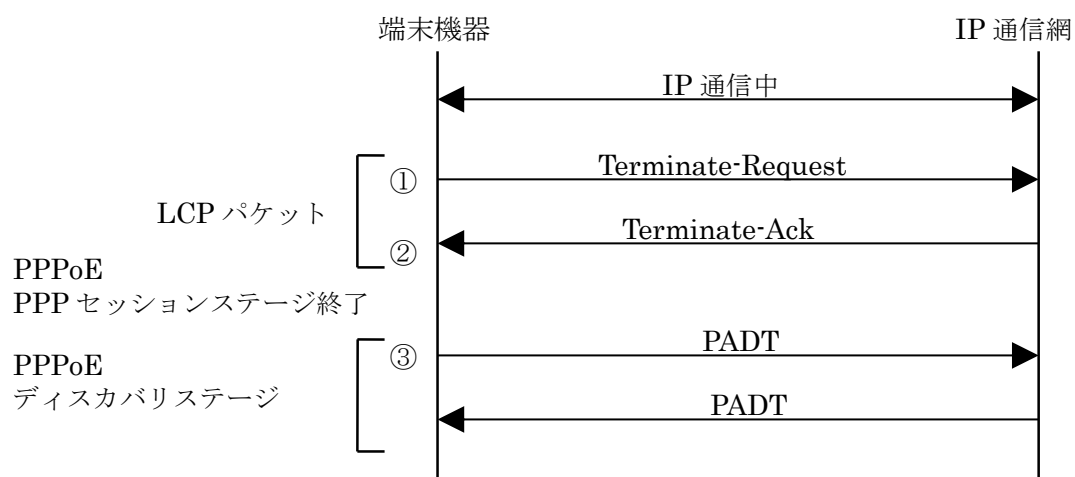 端末機器
IP 通信網
IP 通信中
① Terminate-Request
LCP パケット
② Terminate-Ack
PPPoE
PPP セッションステージ終了
③ PADT
PPPoE
ディスカバリステージ
PADT